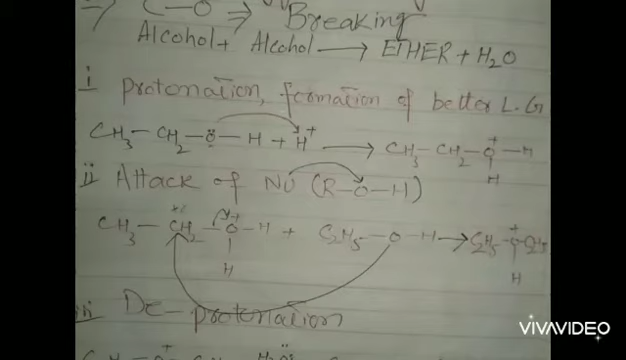 ⇒ C-O ⇒ Breaking
Alcohol + Alcohol → ETHER + H2O
i Protonation, formation of better L.G
CH3-CH2-O-H + H+ → CH3-CH2-O-H
+
H
ii Attack of NU (R-O-H)
CH3-CH2-O-H + C2H5-O-H →
+
H
H
iii De-protonation
VIVAVIDEO